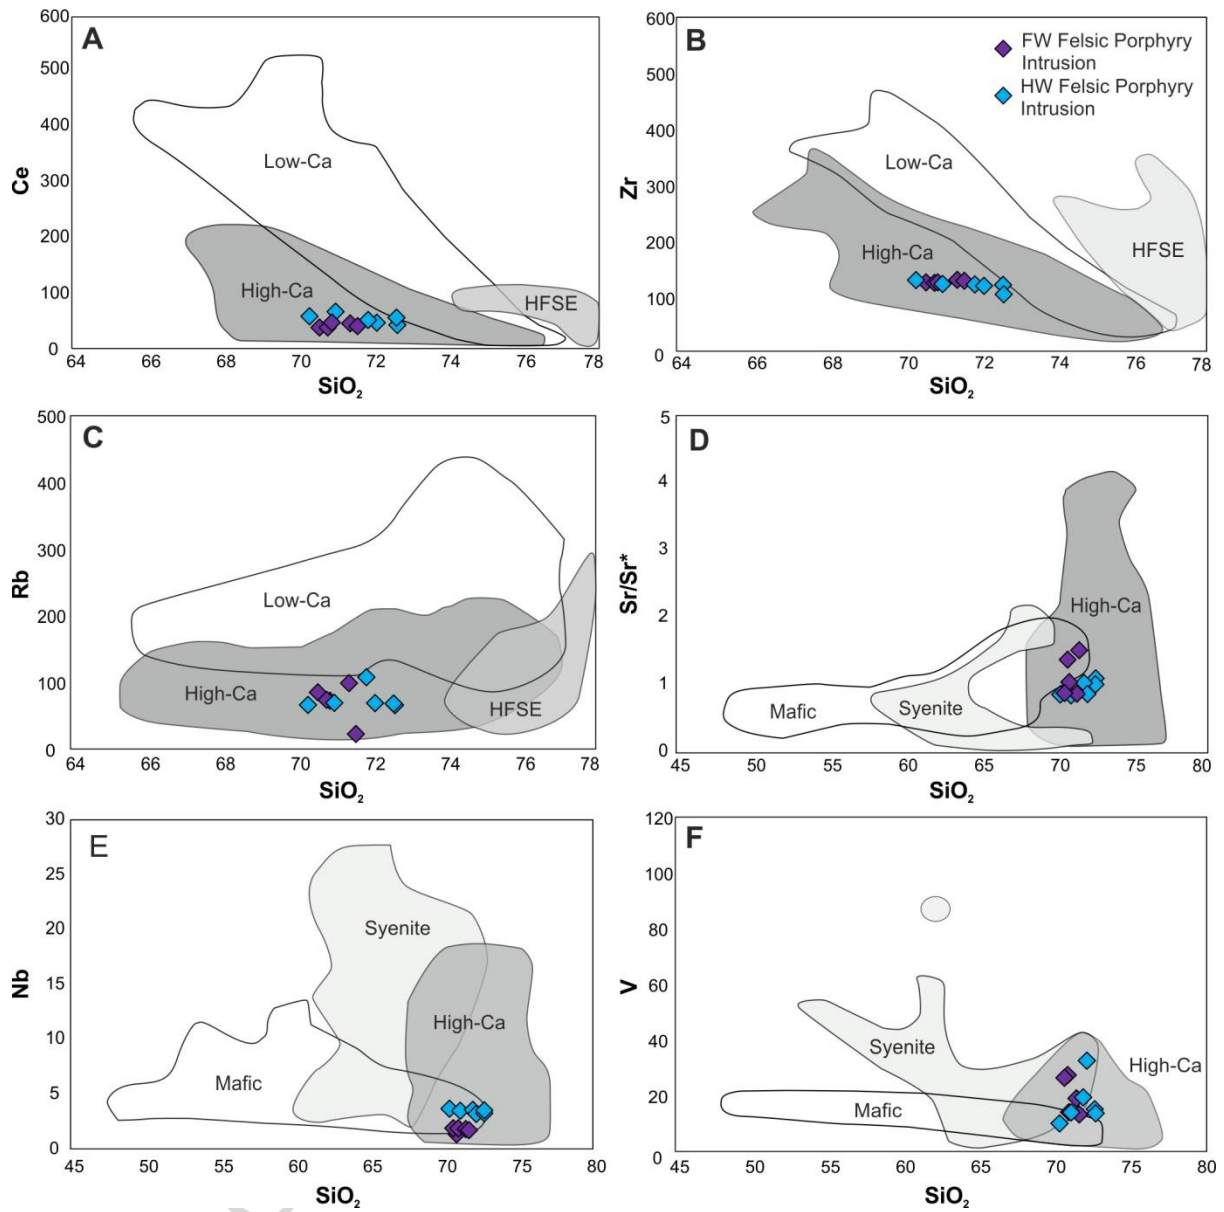 A
600
500
400
300
200
100
0
Ce
Low-Ca
High-Ca
HFSE
64 66 68 70 72 74 76 78
SiO₂
B
FW Felsic Porphyry
Intrusion
HW Felsic Porphyry
Intrusion
600
500
400
300
200
100
0
Zr
Low-Ca
High-Ca
HFSE
64 66 68 70 72 74 76 78
SiO₂
C
500
400
300
200
100
0
Rb
Low-Ca
High-Ca
HFSE
64 66 68 70 72 74 76 78
SiO₂
D
5
4
3
2
1
0
Sr/Sr*
High-Ca
Mafic
Syenite
45 50 55 60 65 70 75 80
SiO₂
E
30
25
20
15
10
5
0
Nb
Syenite
High-Ca
Mafic
45 50 55 60 65 70 75 80
SiO₂
F
120
100
80
60
40
20
0
V
Syenite
High-Ca
Mafic
45 50 55 60 65 70 75 80
SiO₂